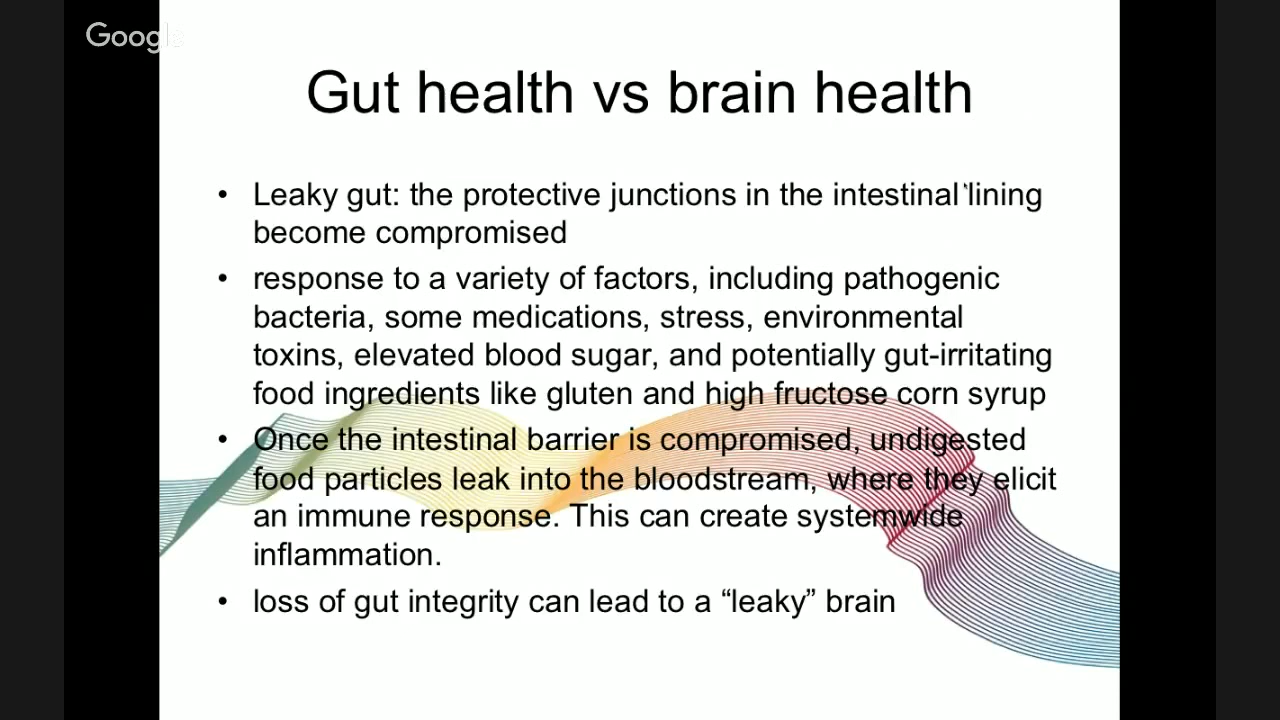 Google
Gut health vs brain health
• Leaky gut: the protective junctions in the intestinal lining
become compromised
• response to a variety of factors, including pathogenic
bacteria, some medications, stress, environmental
toxins, elevated blood sugar, and potentially gut-irritating
food ingredients like gluten and high fructose corn syrup
• Once the intestinal barrier is compromised, undigested
food particles leak into the bloodstream, where they elicit
an immune response. This can create systemwide
inflammation.
• loss of gut integrity can lead to a “leaky” brain